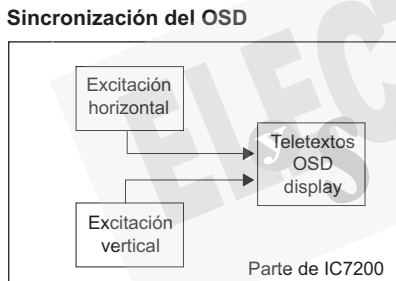 Sincronización del OSD
Excitación
horizontal
Teletextos
OSD
display
Excitación
vertical
Parte de IC7200